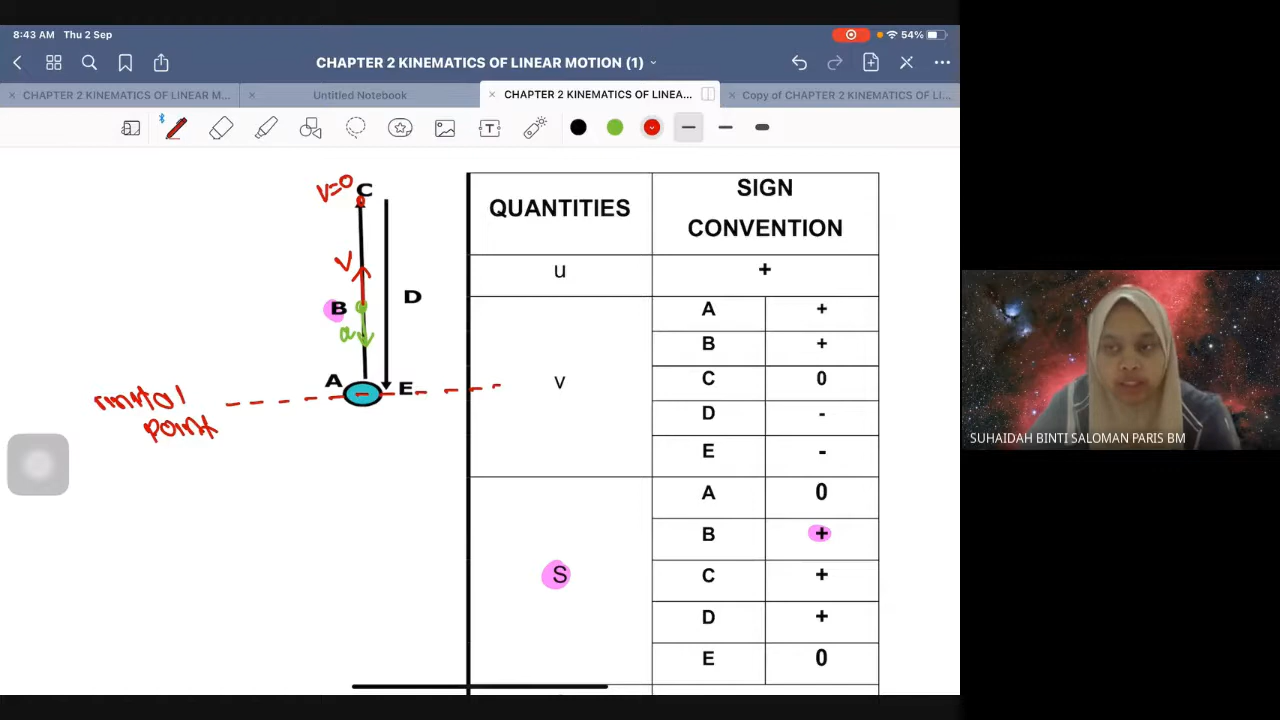 8:43 AM Thu 2 Sep
54%
CHAPTER 2 KINEMATICS OF LINEAR MOTION (1)
CHAPTER 2 KINEMATICS OF LINEAR M...
Untitled Notebook
CHAPTER 2 KINEMATICS OF LINEA...
Copy of CHAPTER 2 KINEMATICS OF LI...
V=0
C
V
B
a
D
A
E
point
QUANTITIES
SIGN
CONVENTION
u
+
v
A +
B +
C 0
D -
E -
S
A 0
B +
C +
D +
E 0
SUHAIDAH BINTI SALOMAN PARIS BM